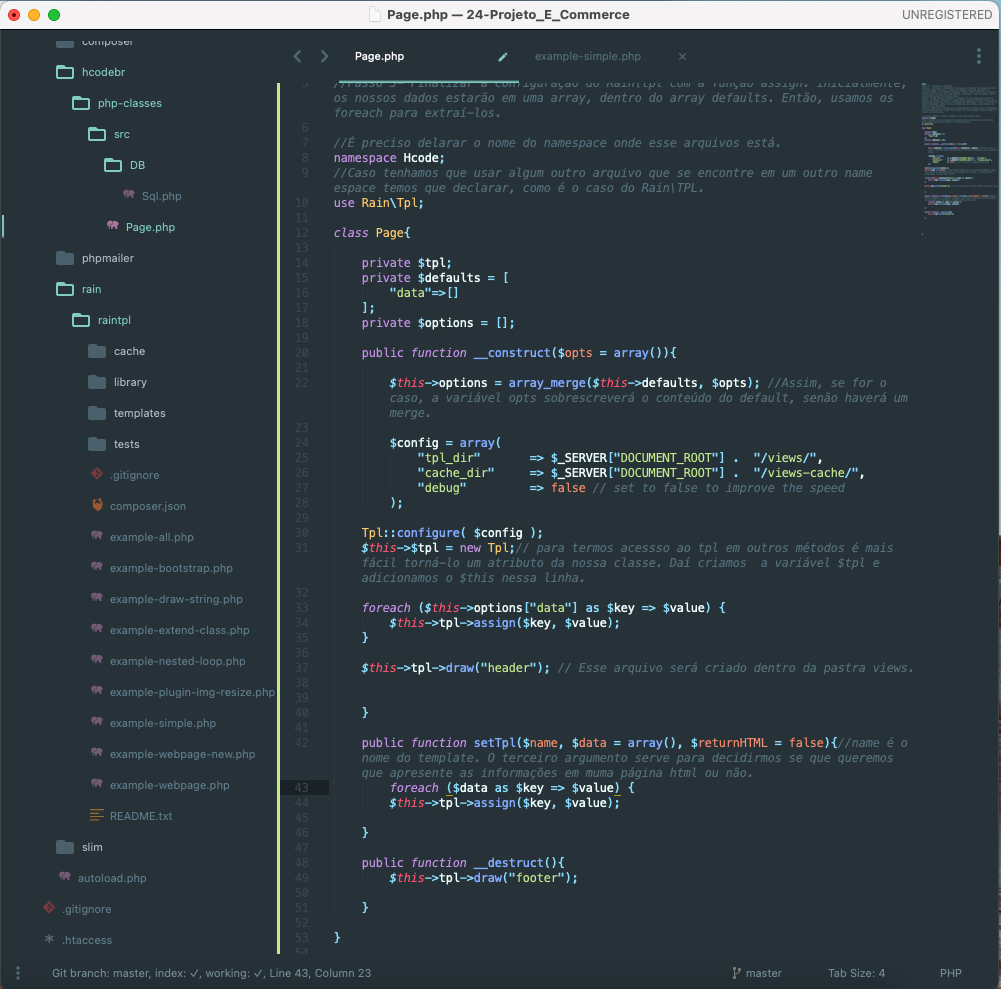 Page.php — 24-Projeto_E_Commerce
UNREGISTERED
composer
hcodebr
php-classes
src
DB
Sql.php
Page.php
phpmailer
rain
raintpl
cache
library
templates
tests
.gitignore
composer.json
example-all.php
example-bootstrap.php
example-draw-string.php
example-extend-class.php
example-nested-loop.php
example-plugin-img-resize.php
example-simple.php
example-webpage-new.php
example-webpage.php
README.txt
slim
autoload.php
.gitignore
.htaccess
Page.php
example-simple.php
5 //Passo 3- Finalizar a configuração do Rain\tpl com a função assign. Inicialmente,
os nossos dados estarão em uma array, dentro do array defaults. Então, usamos os
foreach para extraí-los.
6
7 //É preciso delarar o nome do namespace onde esse arquivos está.
8 namespace Hcode;
9 //Caso tenhamos que usar algum outro arquivo que se encontre em um outro name
espace temos que declarar, como é o caso do Rain\TPL.
10 use Rain\Tpl;
11
12 class Page{
13
14 private $tpl;
15 private $defaults = [
16 "data"=>[]
17 ];
18 private $options = [];
19
20 public function __construct($opts = array()){
21
22 $this->options = array_merge($this->defaults, $opts); //Assim, se for o
caso, a variável opts sobrescreverá o conteúdo do default, senão haverá um
merge.
23
24 $config = array(
25 "tpl_dir" => $_SERVER["DOCUMENT_ROOT"] . "/views/",
26 "cache_dir" => $_SERVER["DOCUMENT_ROOT"] . "/views-cache/",
27 "debug" => false // set to false to improve the speed
28 );
29
30 Tpl::configure( $config );
31 $this->$tpl = new Tpl;// para termos acessso ao tpl em outros métodos é mais
fácil torná-lo um atributo da nossa classe. Daí criamos  a variável $tpl e
adicionamos o $this nessa linha.
32
33 foreach ($this->options["data"] as $key => $value) {
34 $this->tpl->assign($key, $value);
35 }
36
37 $this->tpl->draw("header"); // Esse arquivo será criado dentro da pastra views.
38
39
40 }
41
42 public function setTpl($name, $data = array(), $returnHTML = false){//name é o
nome do template. O terceiro argumento serve para decidirmos se que queremos
que apresente as informações em muma página html ou não.
43 foreach ($data as $key => $value) {
44 $this->tpl->assign($key, $value);
45
46 }
47
48 public function __destruct(){
49 $this->tpl->draw("footer");
50
51 }
52
53 }
54
Git branch: master, index: ✓, working: ✓, Line 43, Column 23
master
Tab Size: 4
PHP